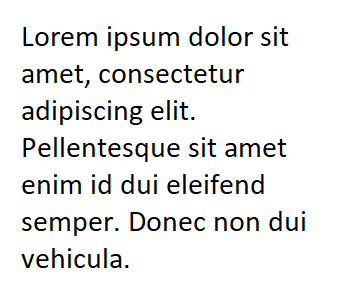 Lorem ipsum dolor sit
amet, consectetur
adipiscing elit.
Pellentesque sit amet
enim id dui eleifend
semper. Donec non dui
vehicula.